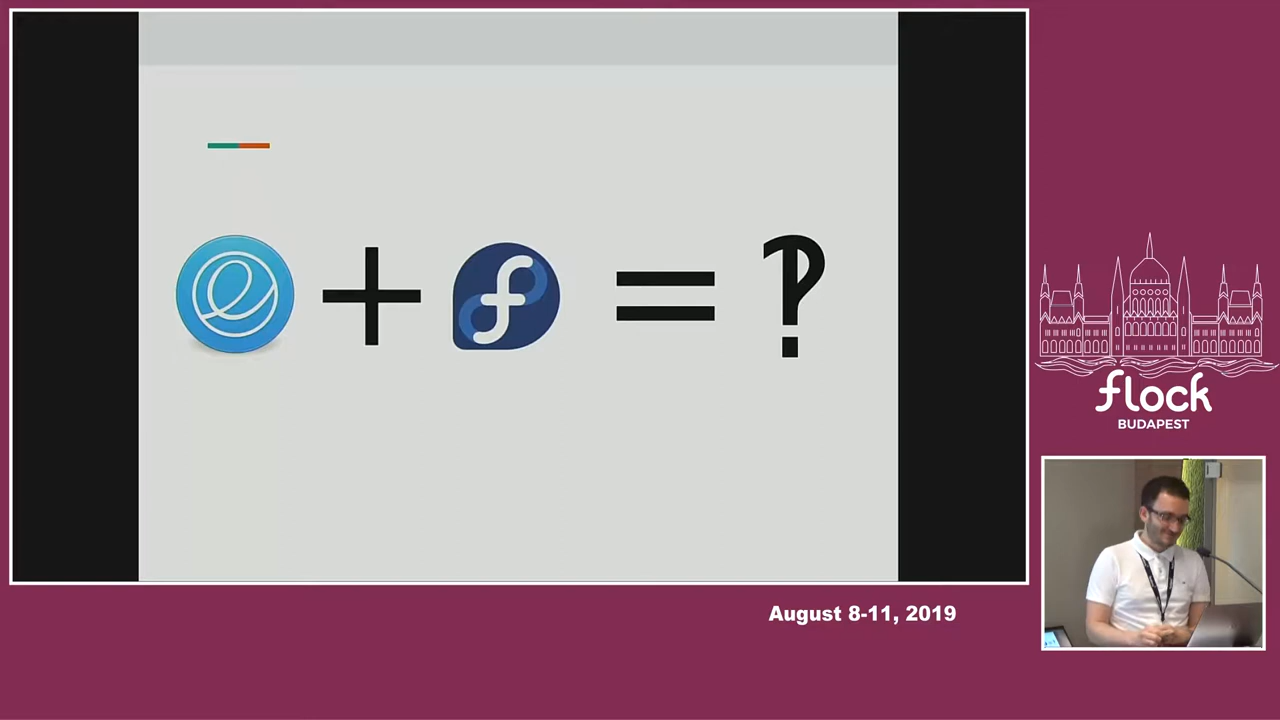 + = ‽
flock
BUDAPEST
August 8-11, 2019